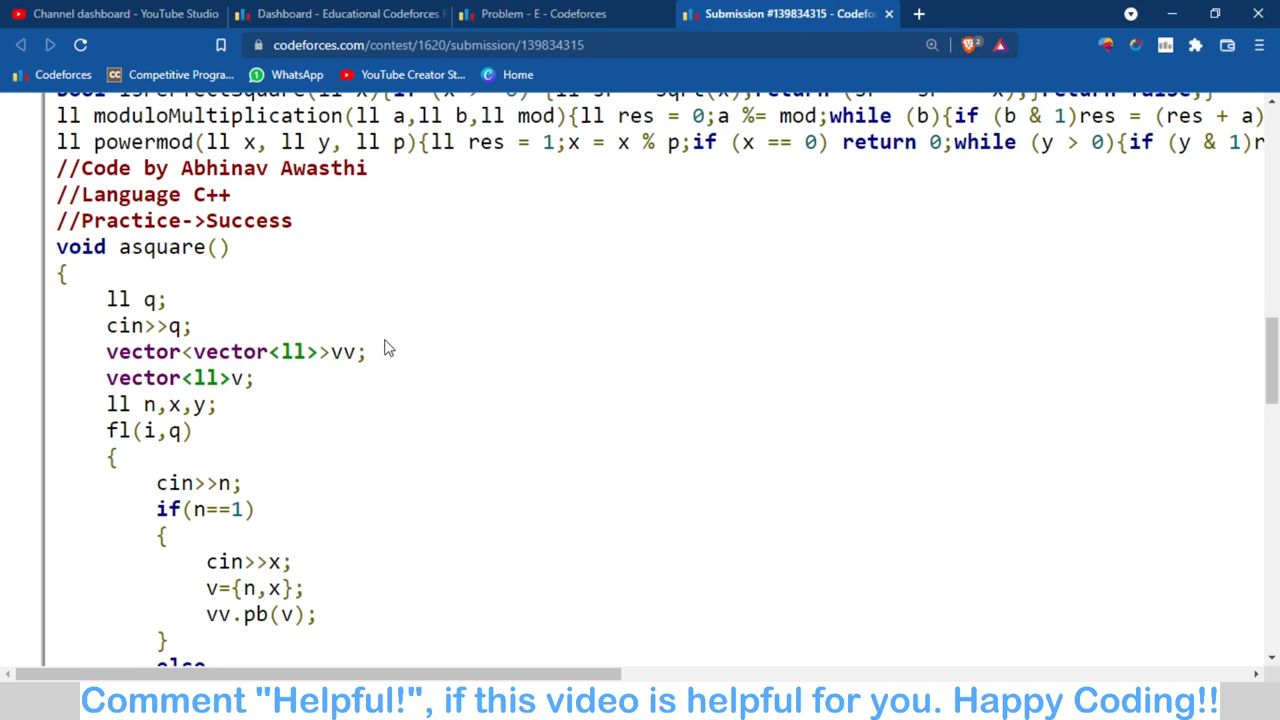 Channel dashboard - YouTube Studio
Dashboard - Educational Codeforces
Problem - E - Codeforces
Submission #139834315 - Codefo
codeforces.com/contest/1620/submission/139834315
2
Codeforces
CC Competitive Progra...
WhatsApp
YouTube Creator St...
Home
ll moduloMultiplication(ll a,ll b,ll mod){ll res = 0;a %= mod;while (b){if (b & 1)res = (res + a)
ll powermod(ll x, ll y, ll p){ll res = 1;x = x % p;if (x == 0) return 0;while (y > 0){if (y & 1)r
//Code by Abhinav Awasthi
//Language C++
//Practice->Success
void asquare()
{
ll q;
cin>>q;
vector<vector<ll>>vv;
vector<ll>v;
ll n,x,y;
fl(i,q)
{
cin>>n;
if(n==1)
{
cin>>x;
v={n,x};
vv.pb(v);
}
else
Comment "Helpful!", if this video is helpful for you. Happy Coding!!